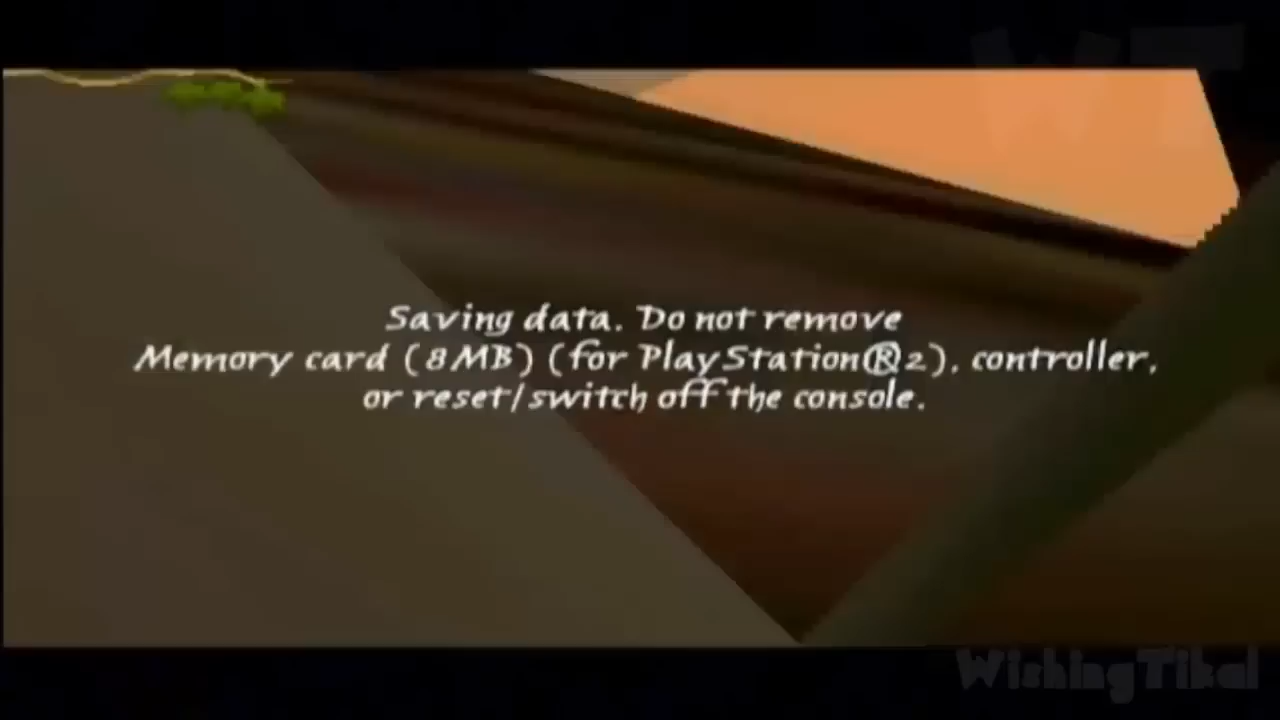 WT
Saving data. Do not remove
Memory card (8MB) (for PlayStation®2), controller,
or reset/switch off the console.
WishingTikal